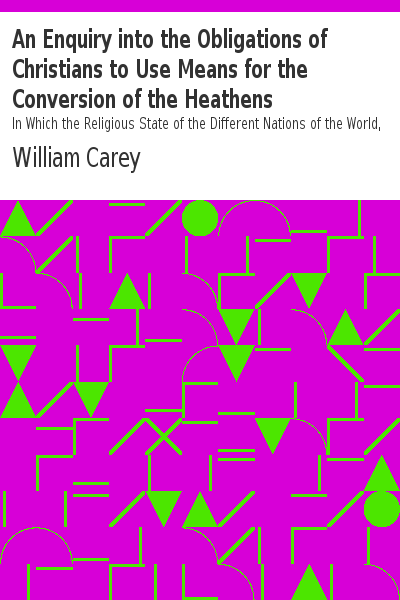 An Enquiry into the Obligations of
Christians to Use Means for the
Conversion of the Heathens
In Which the Religious State of the Different Nations of the World,
William Carey